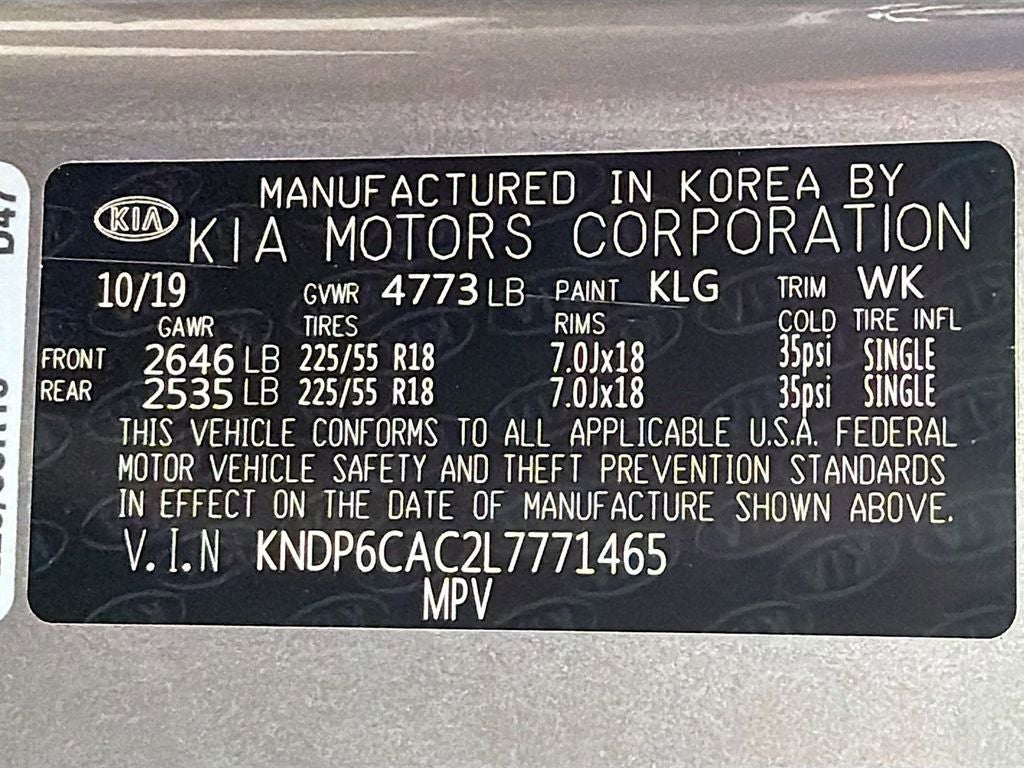 KIA
MANUFACTURED IN KOREA BY
KIA MOTORS CORPORATION
10/19 GVWR 4773 LB PAINT KLG TRIM WK
GAWR TIRES RIMS COLD TIRE INFL
FRONT 2646 LB 225/55 R18 7.0Jx18 35psi SINGLE
REAR 2535 LB 225/55 R18 7.0Jx18 35psi SINGLE
THIS VEHICLE CONFORMS TO ALL APPLICABLE U.S.A. FEDERAL
MOTOR VEHICLE SAFETY AND THEFT PREVENTION STANDARDS
IN EFFECT ON THE DATE OF MANUFACTURE SHOWN ABOVE.
V.I.N KNDP6CAC2L7771465
MPV